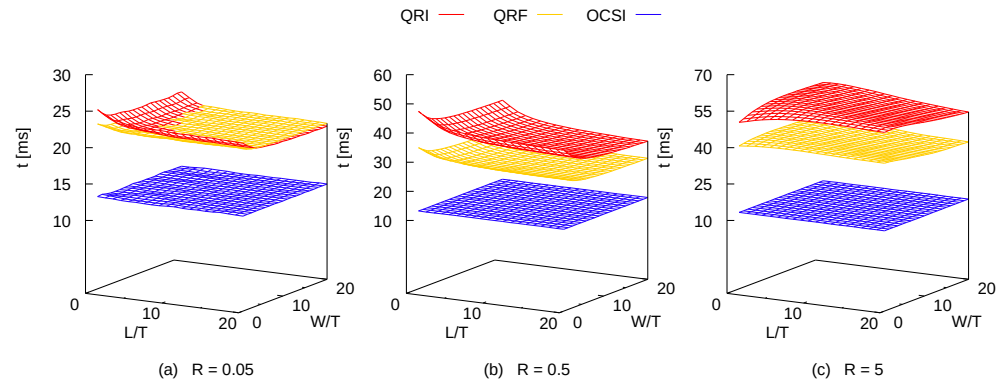 QRI QRF OCSI
30 25 20 15 10
t [ms]
0 10 20
L/T
0 10 20
W/T
60 50 40 30 20 10
t [ms]
0 10 20
L/T
0 10 20
W/T
70 55 40 25 10
t [ms]
0 10 20
L/T
0 10 20
W/T
(a) R = 0.05
(b) R = 0.5
(c) R = 5